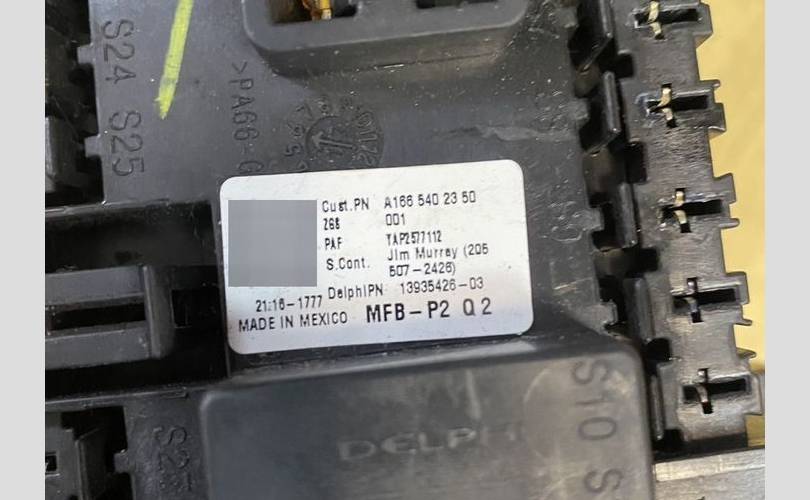 S24 S25
>PA66-G
Cust.PN A166 540 23 50
ZGS 001
PAF YAP2577112
S.Cont. Jim Murray (205
507-2426)
21:16-1777 DelphiPN: 13935426-03
MADE IN MEXICO MFB-P2 Q2
DELPHI
S10 S